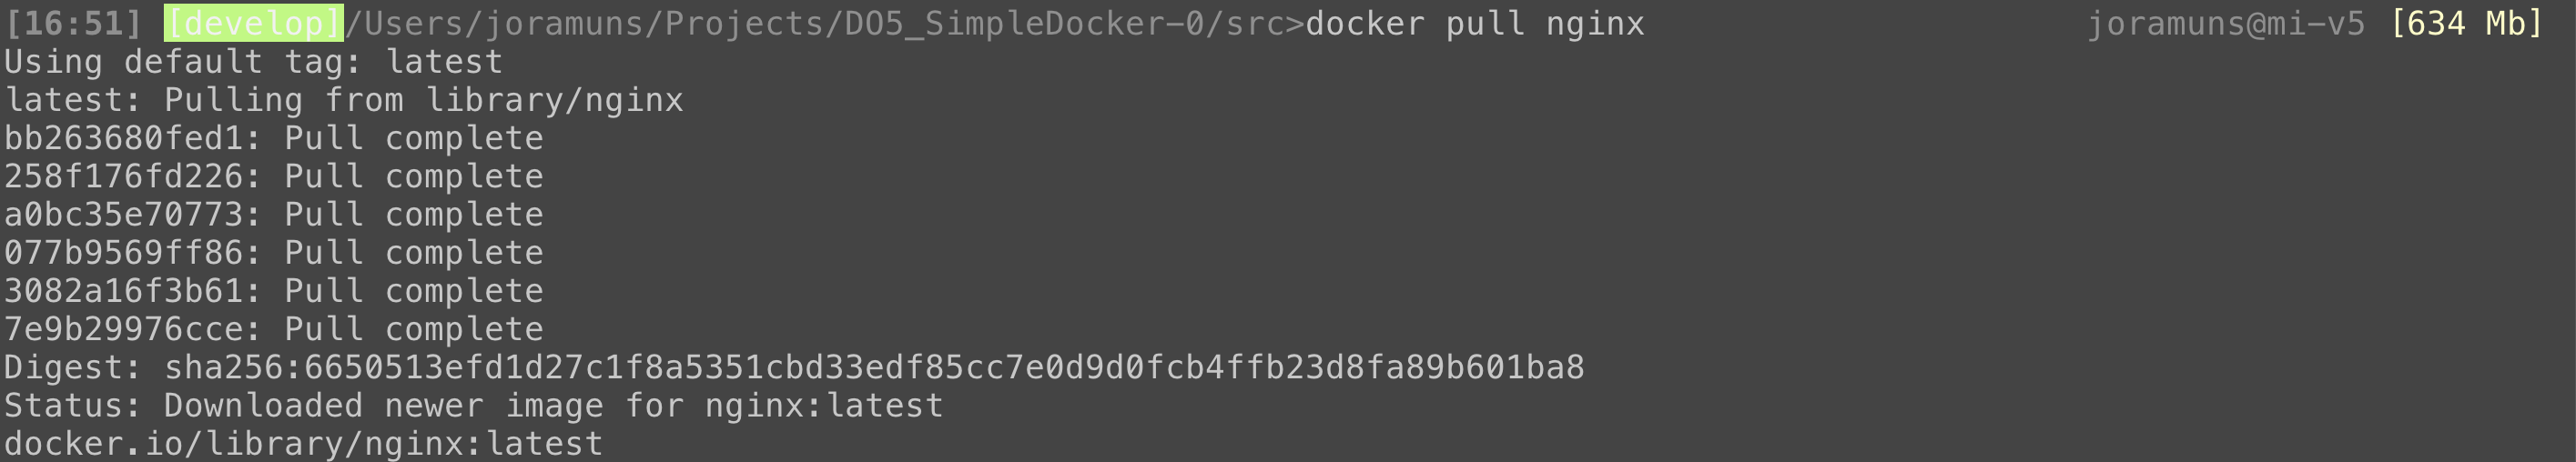 [16:51] [develop]/Users/joramuns/Projects/DO5_SimpleDocker-0/src>docker pull nginx joramuns@mi-v5 [634 Mb]
Using default tag: latest
latest: Pulling from library/nginx
bb263680fed1: Pull complete
258f176fd226: Pull complete
a0bc35e70773: Pull complete
077b9569ff86: Pull complete
3082a16f3b61: Pull complete
7e9b29976cce: Pull complete
Digest: sha256:6650513efd1d27c1f8a5351cbd33edf85cc7e0d9d0fcb4ffb23d8fa89b601ba8
Status: Downloaded newer image for nginx:latest
docker.io/library/nginx:latest